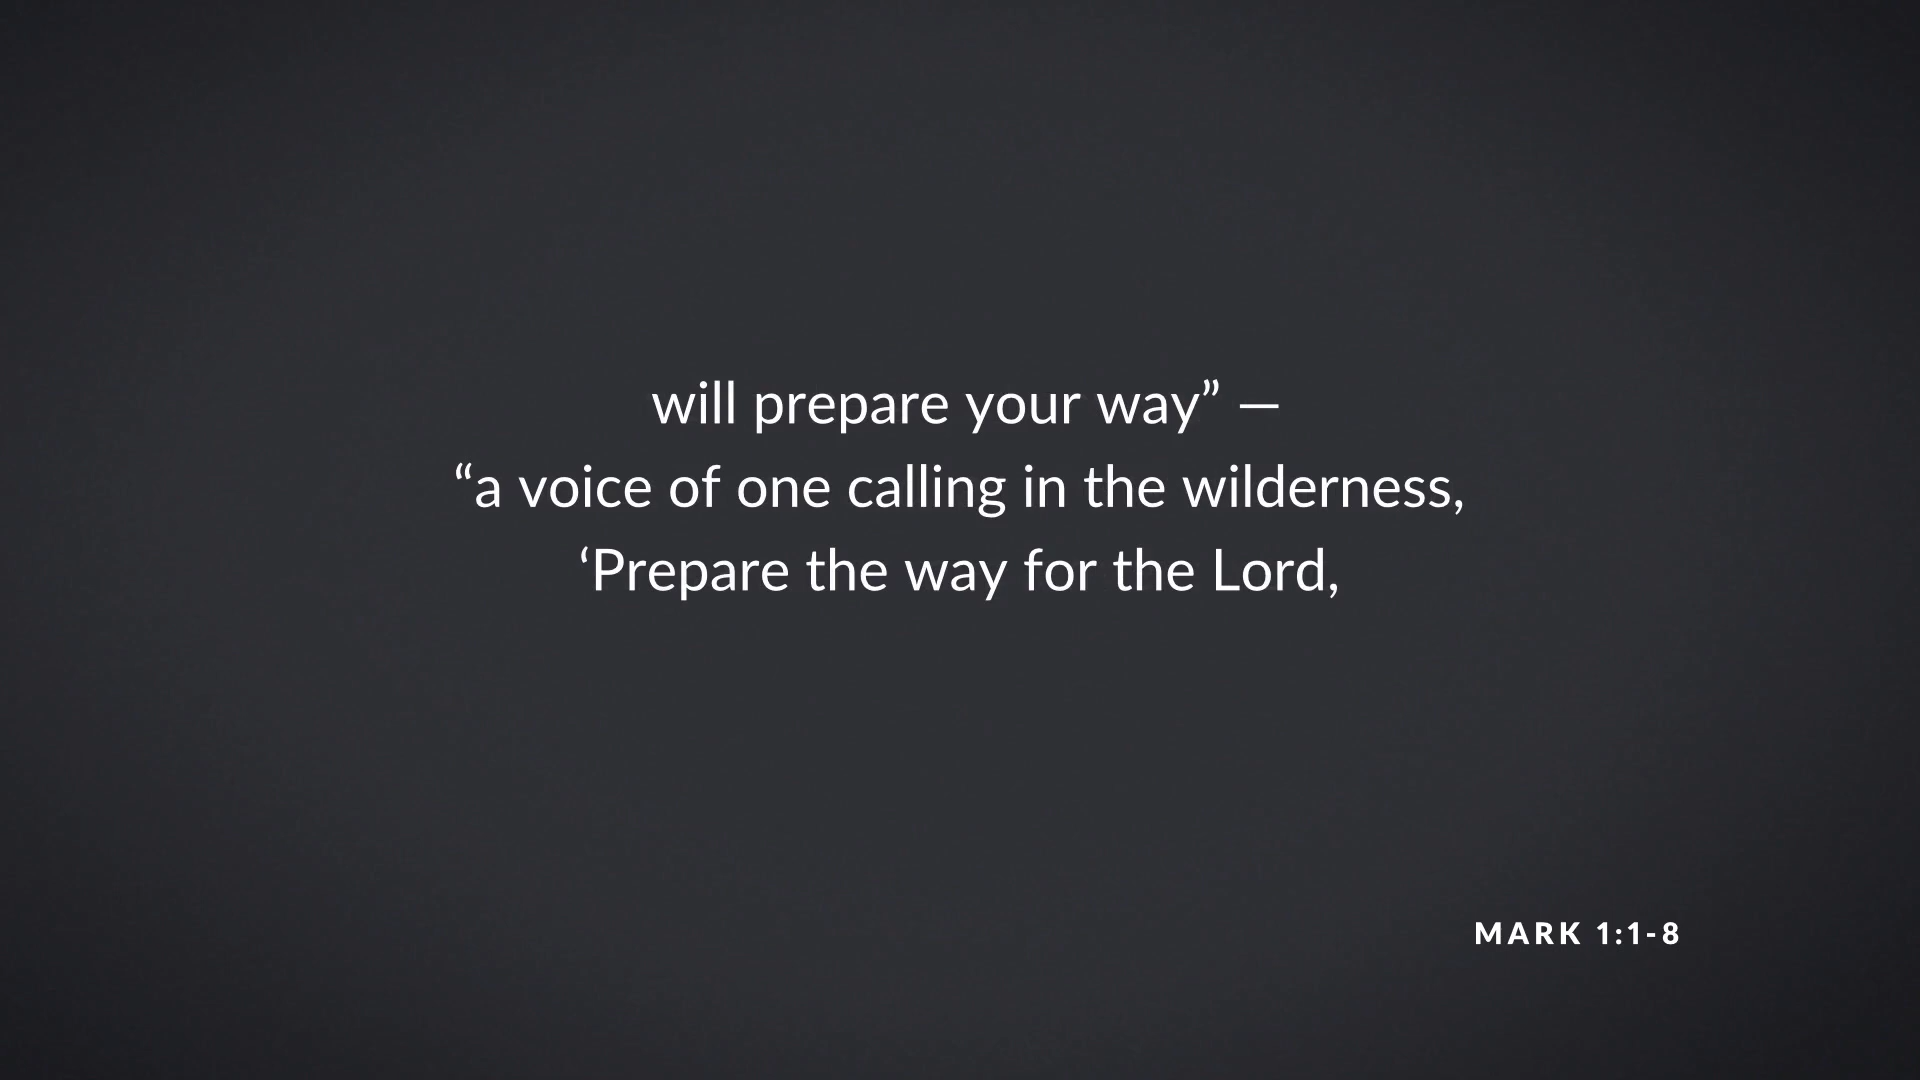 will prepare your way” —
“a voice of one calling in the wilderness,
‘Prepare the way for the Lord,
MARK 1:1-8